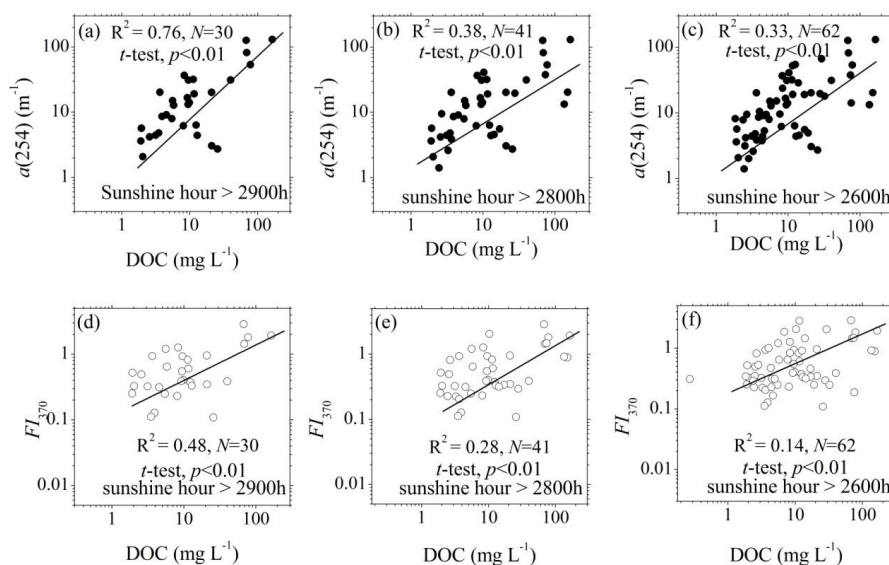 (a)
R² = 0.76, N=30
t-test, p<0.01
100
10
1
a(254) (m⁻¹)
Sunshine hour > 2900h
1 10 100
DOC (mg L⁻¹)
(b)
R² = 0.38, N=41
t-test, p<0.01
100
10
1
a(254) (m⁻¹)
sunshine hour > 2800h
1 10 100
DOC (mg L⁻¹)
(c)
R² = 0.33, N=62
t-test, p<0.01
100
10
1
a(254) (m⁻¹)
sunshine hour > 2600h
1 10 100
DOC (mg L⁻¹)
(d)
1
0.1
0.01
FI₃₇₀
R² = 0.48, N=30
t-test, p<0.01
sunshine hour > 2900h
1 10 100
DOC (mg L⁻¹)
(e)
1
0.1
0.01
FI₃₇₀
R² = 0.28, N=41
t-test, p<0.01
sunshine hour > 2800h
1 10 100
DOC (mg L⁻¹)
(f)
1
0.1
0.01
FI₃₇₀
R² = 0.14, N=62
t-test, p<0.01
sunshine hour > 2600h
1 10 100
DOC (mg L⁻¹)